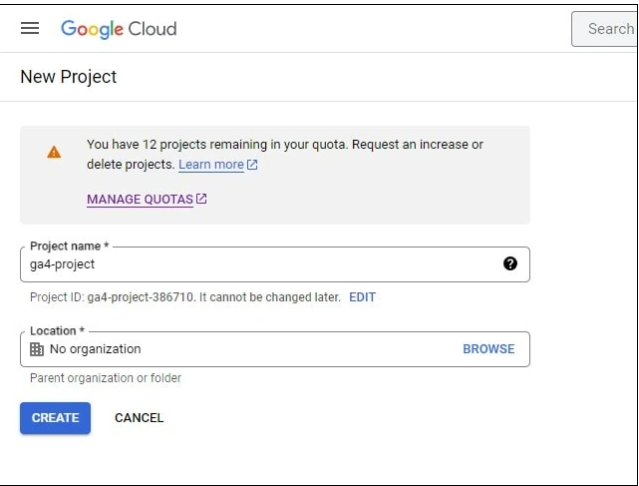 Google Cloud
Search
New Project
You have 12 projects remaining in your quota. Request an increase or
delete projects. Learn more
MANAGE QUOTAS
Project name *
ga4-project
Project ID: ga4-project-386710. It cannot be changed later. EDIT
Location *
No organization BROWSE
Parent organization or folder
CREATE CANCEL